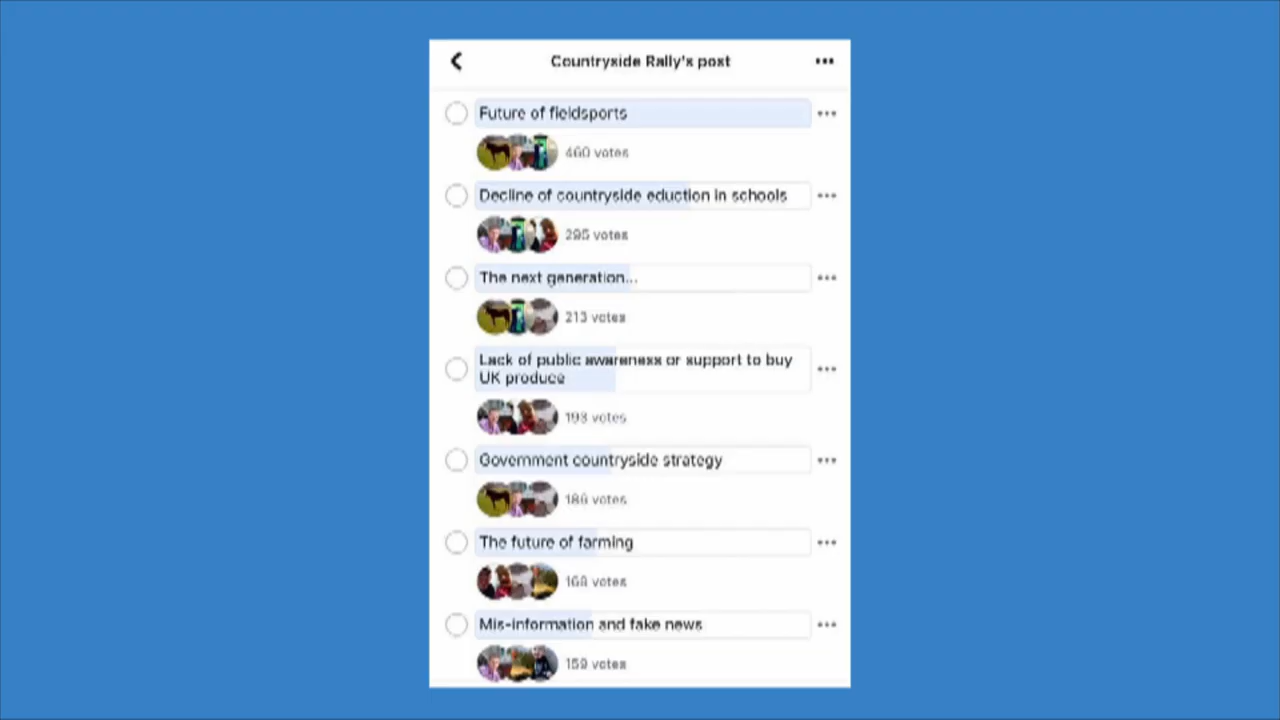 Countryside Rally's post
Future of fieldsports
460 votes
Decline of countryside eduction in schools
295 votes
The next generation...
213 votes
Lack of public awareness or support to buy
UK produce
193 votes
Government countryside strategy
186 votes
The future of farming
168 votes
Mis-information and fake news
159 votes